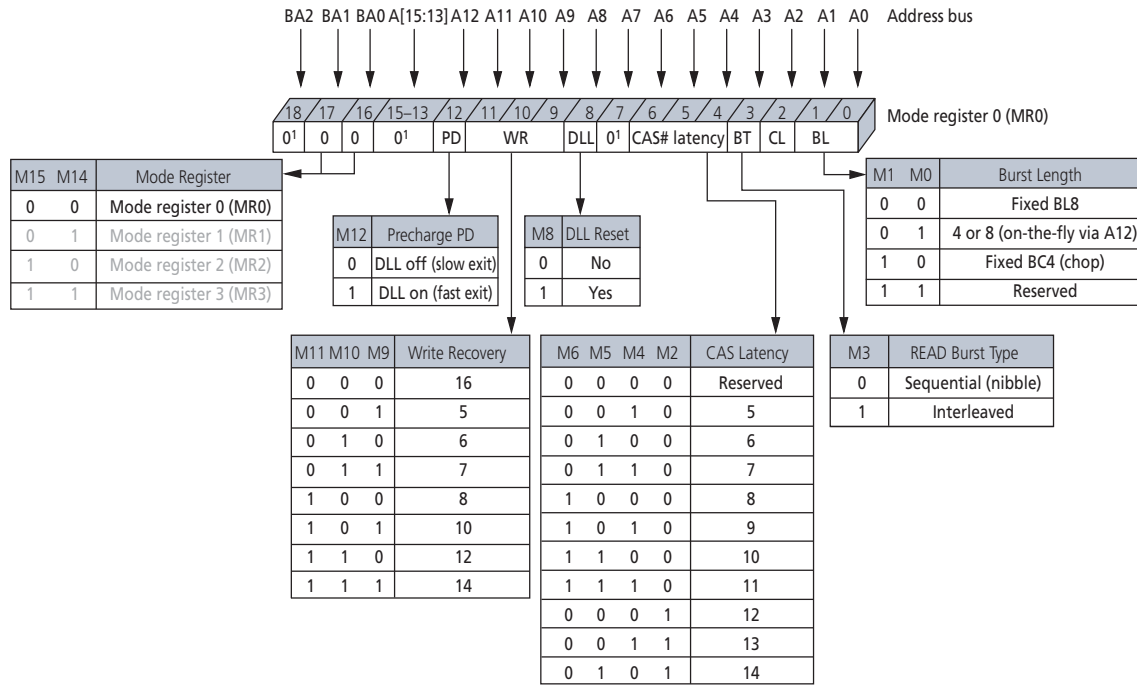 BA2 BA1 BA0 A[15:13] A12 A11 A10 A9 A8 A7 A6 A5 A4 A3 A2 A1 A0 Address bus
18 17 16 15–13 12 11 10 9 8 7 6 5 4 3 2 1 0 Mode register 0 (MR0)
0¹ 0 0 0¹ PD WR DLL 0¹ CAS# latency BT CL BL
M15 M14 Mode Register
0 0 Mode register 0 (MR0)
0 1 Mode register 1 (MR1)
1 0 Mode register 2 (MR2)
1 1 Mode register 3 (MR3)
M12 Precharge PD
0 DLL off (slow exit)
1 DLL on (fast exit)
M8 DLL Reset
0 No
1 Yes
M1 M0 Burst Length
0 0 Fixed BL8
0 1 4 or 8 (on-the-fly via A12)
1 0 Fixed BC4 (chop)
1 1 Reserved
M11 M10 M9 Write Recovery
0 0 0 16
0 0 1 5
0 1 0 6
0 1 1 7
1 0 0 8
1 0 1 10
1 1 0 12
1 1 1 14
M6 M5 M4 M2 CAS Latency
0 0 0 0 Reserved
0 0 1 0 5
0 1 0 0 6
0 1 1 0 7
1 0 0 0 8
1 0 1 0 9
1 1 0 0 10
1 1 1 0 11
0 0 0 1 12
0 0 1 1 13
0 1 0 1 14
M3 READ Burst Type
0 Sequential (nibble)
1 Interleaved